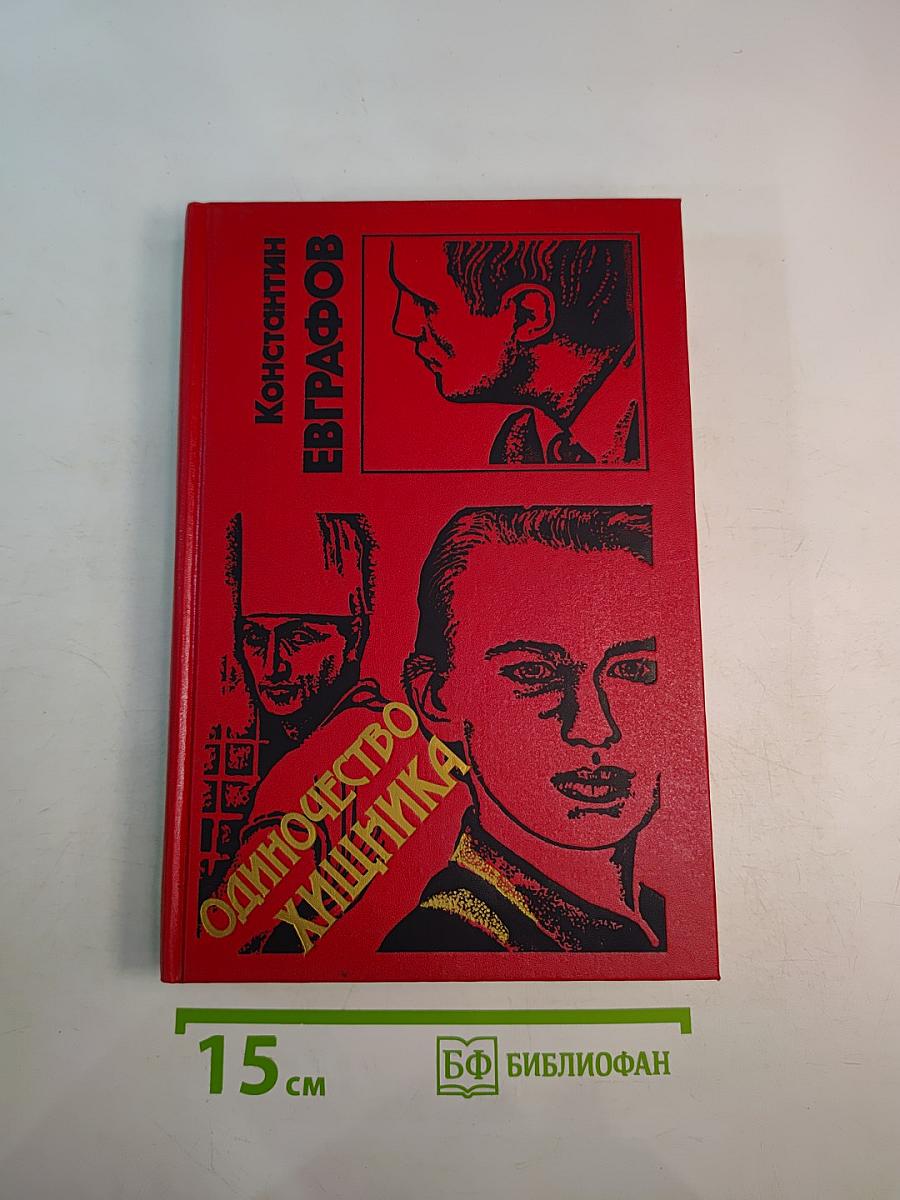 Константин
ЕВГРАФОВ
ОДИНОЧЕСТВО
ХИЩНИКА
15 см
БФ БИБЛИОФАН